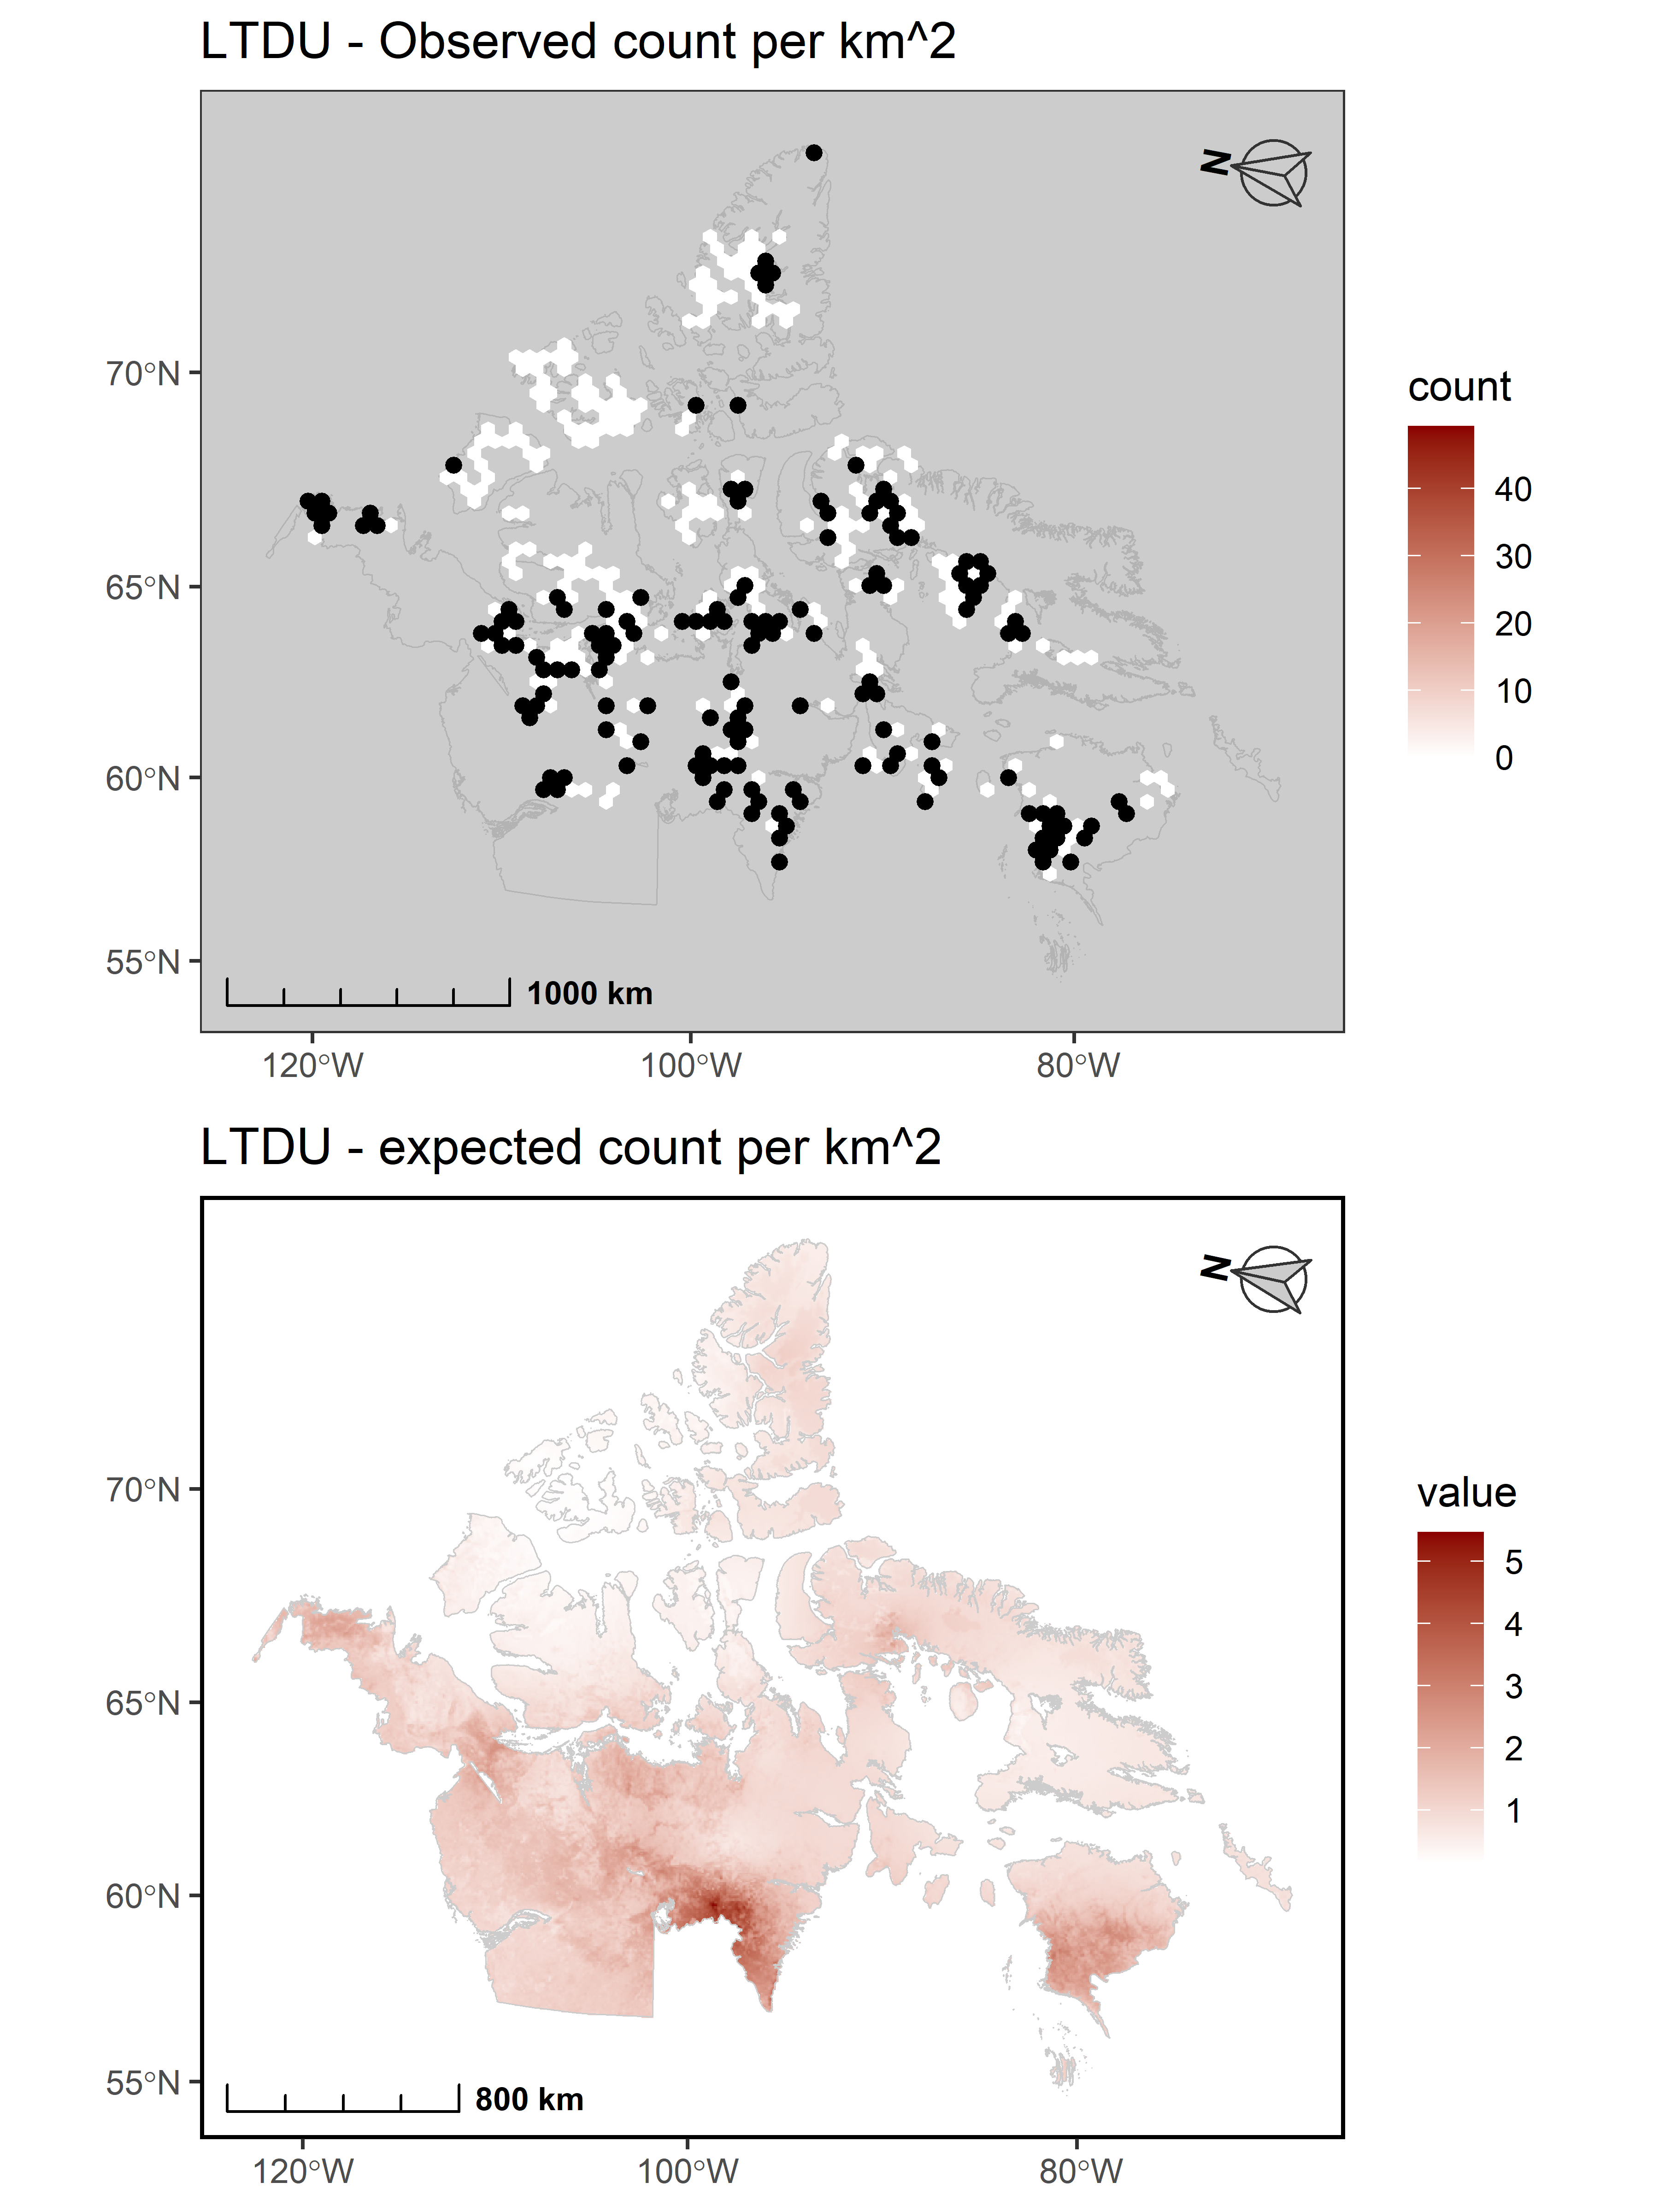 LTDU - Observed count per km^2
N
70°N
65°N
60°N
55°N
1000 km
120°W
100°W
80°W
count
40
30
20
10
0
LTDU - expected count per km^2
N
70°N
65°N
60°N
55°N
800 km
120°W
100°W
80°W
value
5
4
3
2
1